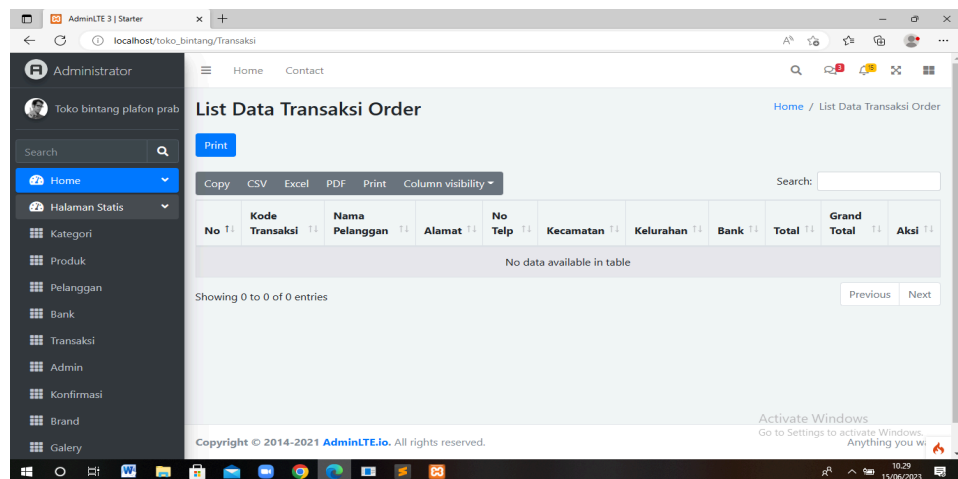 AdminLTE 3 | Starter
localhost/toko_bintang/Transaksi
Administrator
Home Contact
3 15
Toko bintang plafon prab
List Data Transaksi Order
Home / List Data Transaksi Order
Print
Search
Home
Halaman Statis
Kategori
Produk
Pelanggan
Bank
Transaksi
Admin
Konfirmasi
Brand
Galery
Copy CSV Excel PDF Print Column visibility
Search:
No Kode Transaksi Nama Pelanggan Alamat No Telp Kecamatan Kelurahan Bank Total Grand Total Aksi
No data available in table
Showing 0 to 0 of 0 entries
Previous Next
Activate Windows
Go to Settings to activate Windows.
Copyright © 2014-2021 AdminLTE.io. All rights reserved.
Anything you
10.29
15/06/2023